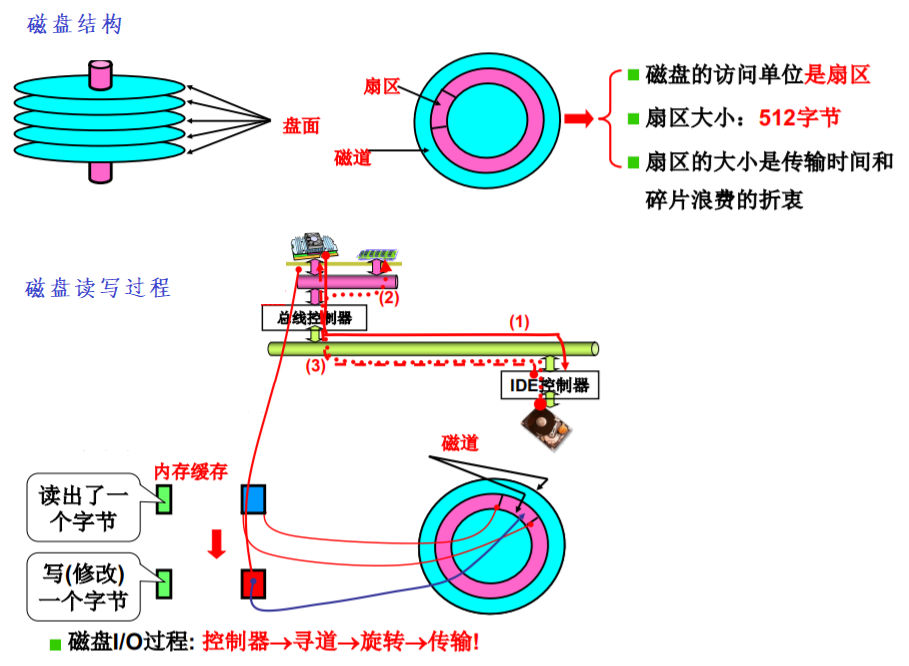 磁盘结构
盘面
扇区
磁道
磁盘的访问单位是扇区
扇区大小：512字节
扇区的大小是传输时间和
碎片浪费的折衷
磁盘读写过程
(2)
总线控制器
(1)
(3)
IDE控制器
磁道
内存缓存
读出了一
个字节
写(修改)
一个字节
磁盘I/O过程: 控制器→寻道→旋转→传输!